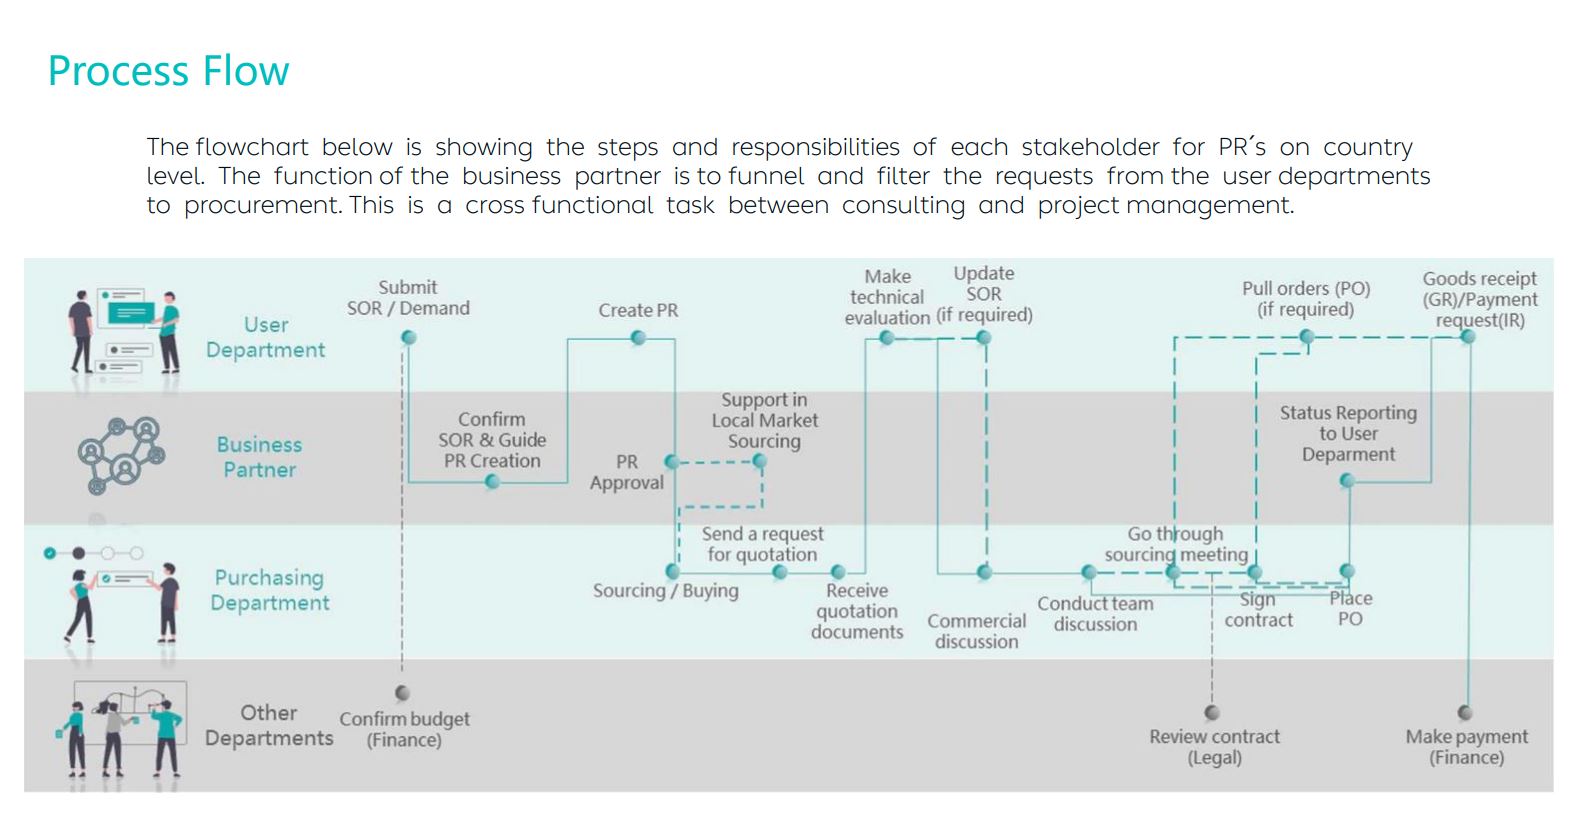 Process Flow
The flowchart below is showing the steps and responsibilities of each stakeholder for PR´s on country
level. The function of the business partner is to funnel and filter the requests from the user departments
to procurement. This is a cross functional task between consulting and project management.
User
Department
Submit
SOR / Demand
Create PR
Make
technical
evaluation
Update
SOR
(if required)
Pull orders (PO)
(if required)
Goods receipt
(GR)/Payment
request(IR)
Business
Partner
Confirm
SOR & Guide
PR Creation
PR
Approval
Support in
Local Market
Sourcing
Status Reporting
to User
Deparment
Purchasing
Department
Sourcing / Buying
Send a request
for quotation
Receive
quotation
documents
Commercial
discussion
Conduct team
discussion
Go through
sourcing meeting
Sign
contract
Place
PO
Other
Departments
Confirm budget
(Finance)
Review contract
(Legal)
Make payment
(Finance)